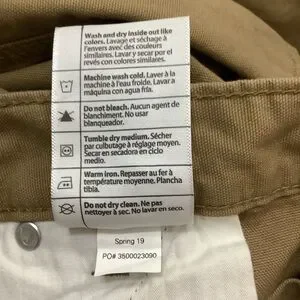 Wash and dry inside out like
colors. Lavage et séchage à
l'envers avec des couleurs
similaires. Lavar y secar por el
revés con colores similares.
Machine wash cold. Laver à la
machine à l'eau froide. Lavar a
máquina con agua fría.
Do not bleach. Aucun agent de
blanchiment. No usar
blanqueador.
Tumble dry medium. Sécher
par culbutage à réglage moyen.
Secar en secadora en ciclo
medio.
Warm iron. Repasser au fer à
température moyenne. Plancha
tibia.
Do not dry clean. Ne pas
nettoyer à sec. No lavar en seco.
Spring 19
PO# 3500023090